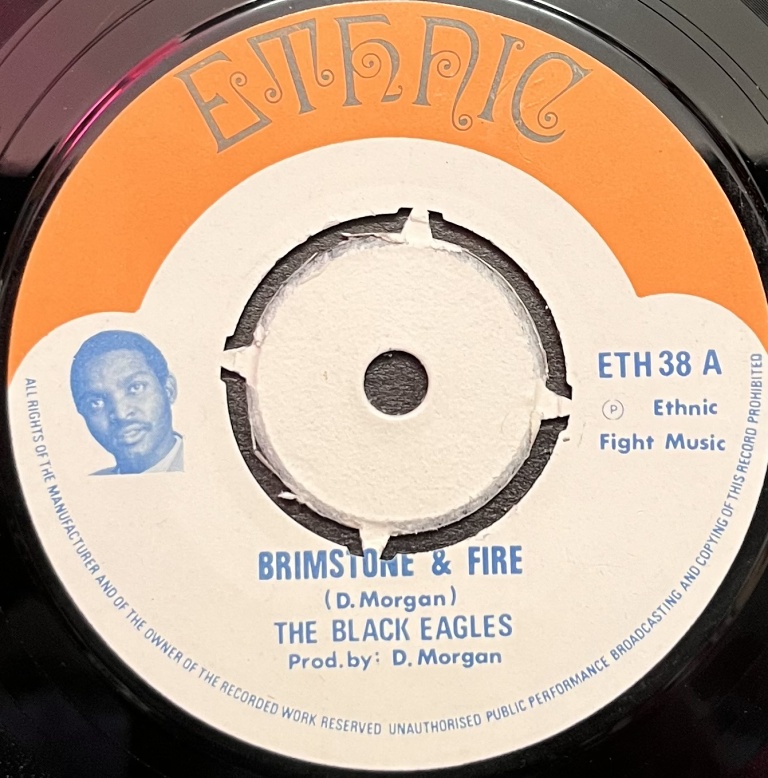 ETHNIC
ETH 38 A
Ⓟ Ethnic
Fight Music
BRIMSTONE & FIRE
(D. Morgan)
THE BLACK EAGLES
Prod. by: D. Morgan
ALL RIGHTS OF THE MANUFACTURER AND OF THE OWNER OF THE RECORDED WORK RESERVED UNAUTHORISED PUBLIC PERFORMANCE BROADCASTING AND COPYING OF THIS RECORD PROHIBITED